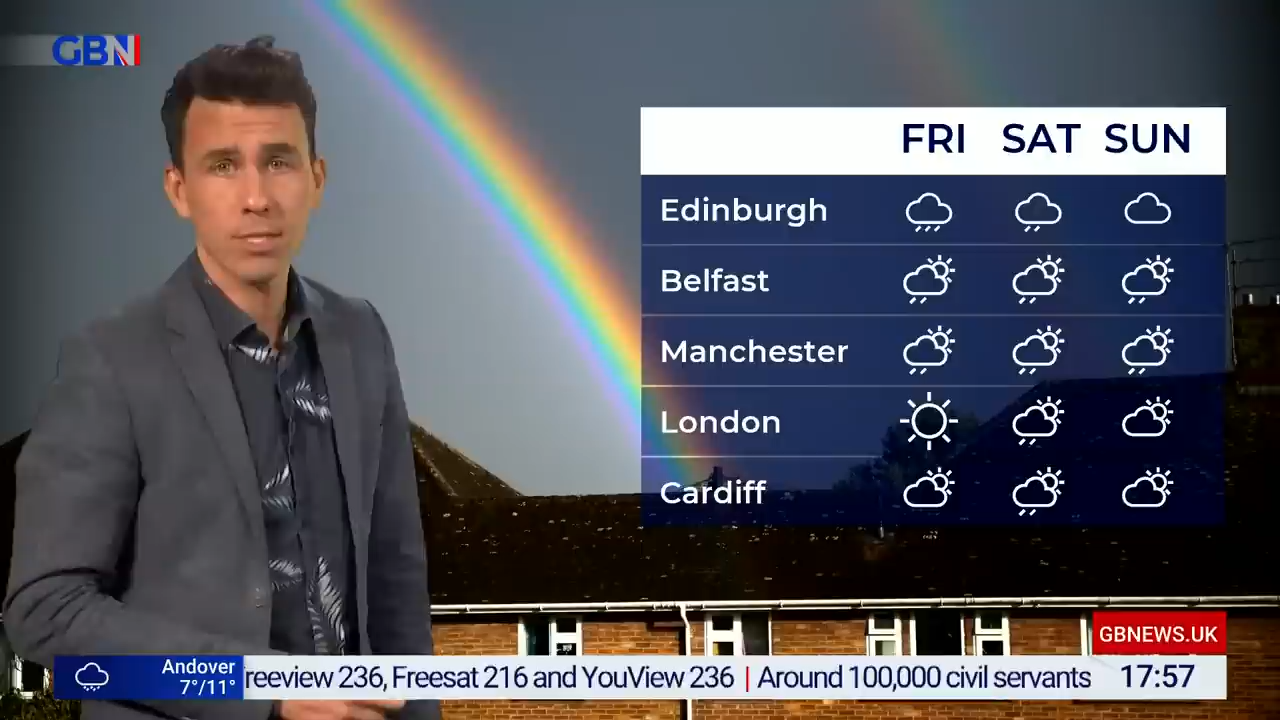 GBN
FRI SAT SUN
Edinburgh
Belfast
Manchester
London
Cardiff
GBNEWS.UK
Andover
7°/11°
reeview 236, Freesat 216 and YouView 236 | Around 100,000 civil servants
17:57